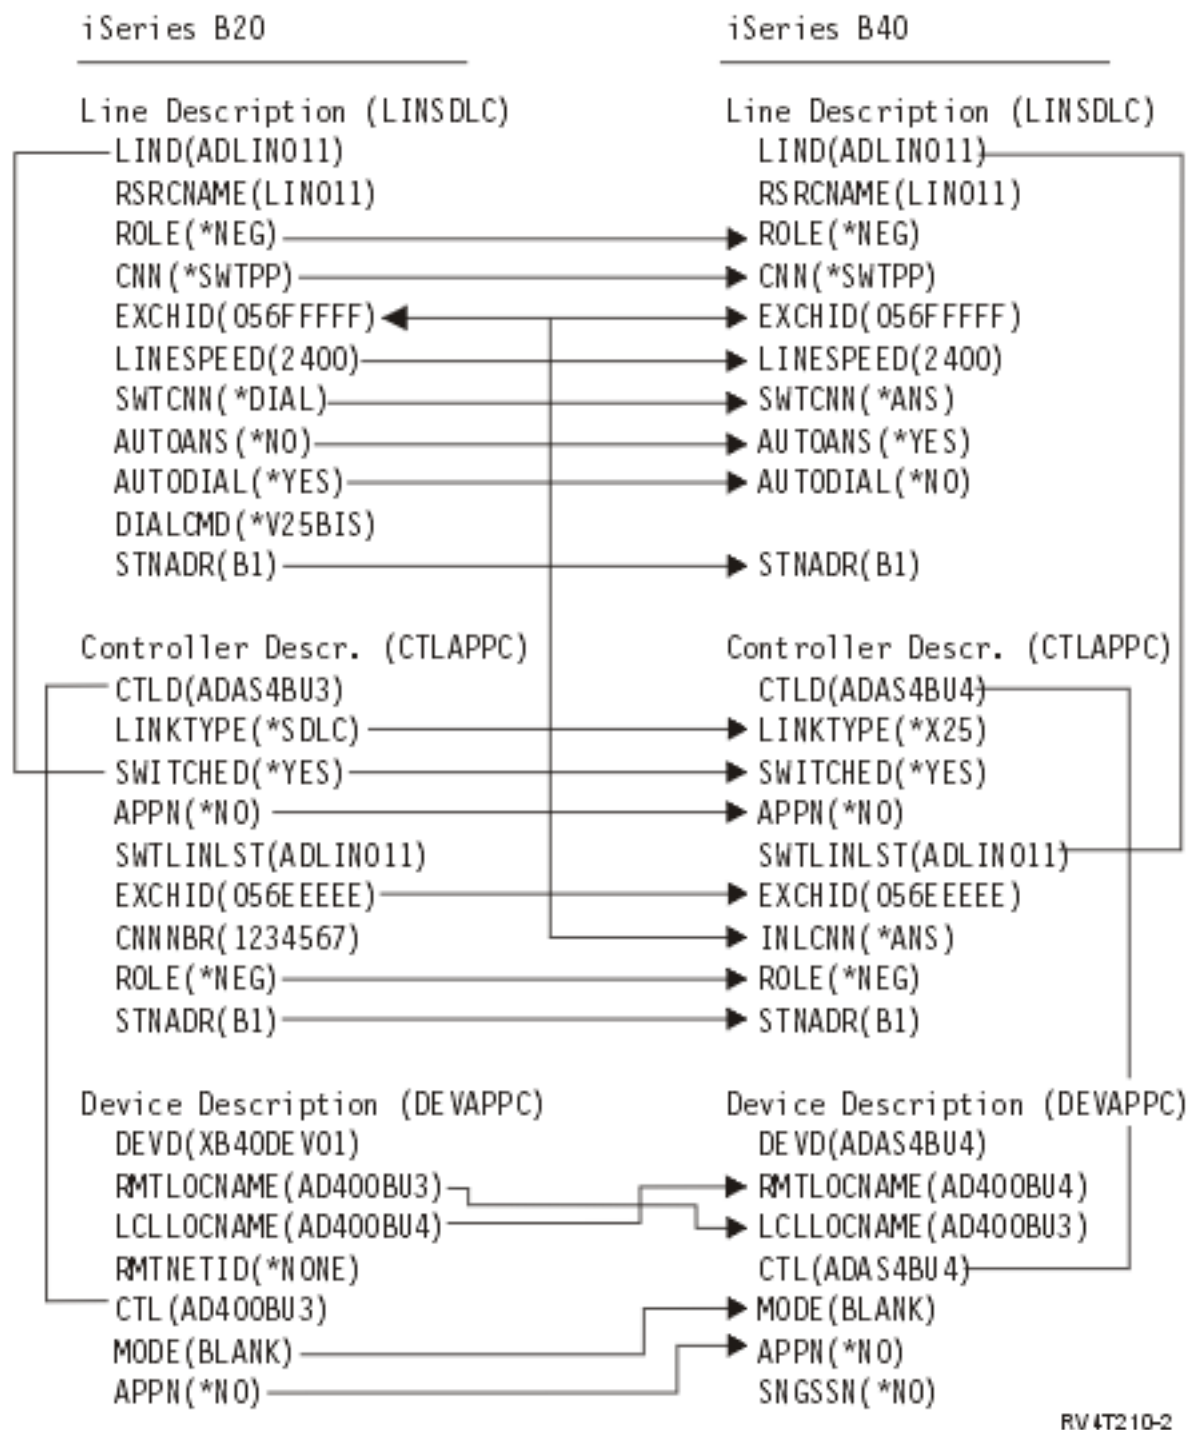 iSeries B20
Line Description (LINSDLC)
LIND(ADLIN011)
RSRCNAME(LIN011)
ROLE(*NEG)
CNN(*SWTPP)
EXCHID(056FFFFF)
LINESPEED(2400)
SWTCNN(*DIAL)
AUTOANS(*NO)
AUTODIAL(*YES)
DIALCMD(*V25BIS)
STNADR(B1)
Controller Descr. (CTLAPPC)
CTLD(ADAS4BU3)
LINKTYPE(*SDLC)
SWITCHED(*YES)
APPN(*NO)
SWTLINLST(ADLIN011)
EXCHID(056EEEEE)
CNNNBR(1234567)
ROLE(*NEG)
STNADR(B1)
Device Description (DEVAPPC)
DEVD(XB40DEV01)
RMTLOCNAME(AD400BU3)
LCLLOCNAME(AD400BU4)
RMTNETID(*NONE)
CTL(AD400BU3)
MODE(BLANK)
APPN(*NO)
iSeries B40
Line Description (LINSDLC)
LIND(ADLIN011)
RSRCNAME(LIN011)
ROLE(*NEG)
CNN(*SWTPP)
EXCHID(056FFFFF)
LINESPEED(2400)
SWTCNN(*ANS)
AUTOANS(*YES)
AUTODIAL(*NO)
STNADR(B1)
Controller Descr. (CTLAPPC)
CTLD(ADAS4BU4)
LINKTYPE(*X25)
SWITCHED(*YES)
APPN(*NO)
SWTLINLST(ADLIN011)
EXCHID(056EEEEE)
INLCNN(*ANS)
ROLE(*NEG)
STNADR(B1)
Device Description (DEVAPPC)
DEVD(ADAS4BU4)
RMTLOCNAME(AD400BU4)
LCLLOCNAME(AD400BU3)
CTL(ADAS4BU4)
MODE(BLANK)
APPN(*NO)
SNGSSN(*NO)
RV4T210-2